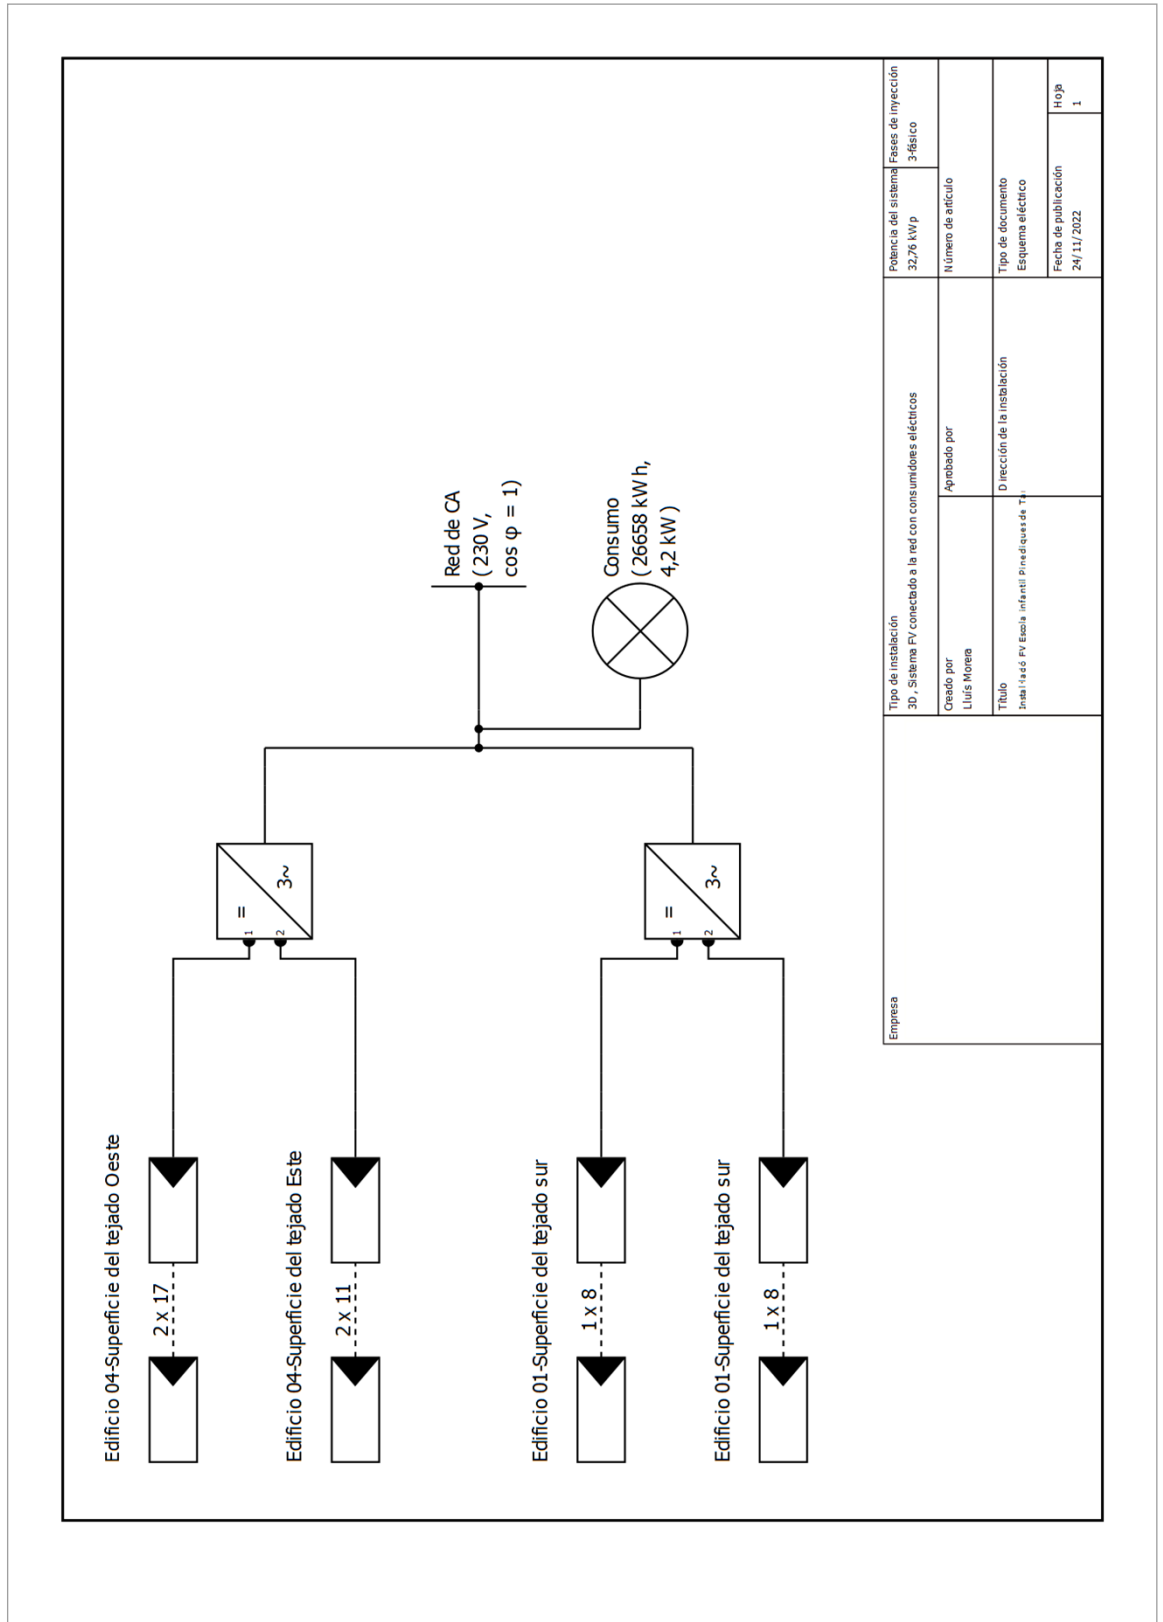 Edificio 04-Superficie del tejado Oeste
2 x 17
Edificio 04-Superficie del tejado Este
2 x 11
Edificio 01-Superficie del tejado sur
1 x 8
Edificio 01-Superficie del tejado sur
1 x 8
1
2
=
3~
1
2
=
3~
Red de CA
(230 V,
cos φ = 1)
Consumo
(26658 kWh,
4,2 kW)
Empresa
Tipo de instalación
3D, Sistema FV conectado a la red con consumidores eléctricos
Potencia del sistema
32,76 kWp
Fases de inyección
3-fásico
Creado por
Lluís Morera
Aprobado por
Número de artículo
Título
FV Escola infantil Pinediques de
Dirección de la instalación
Tipo de documento
Esquema eléctrico
Fecha de publicación
24/11/2022
Hoja
1